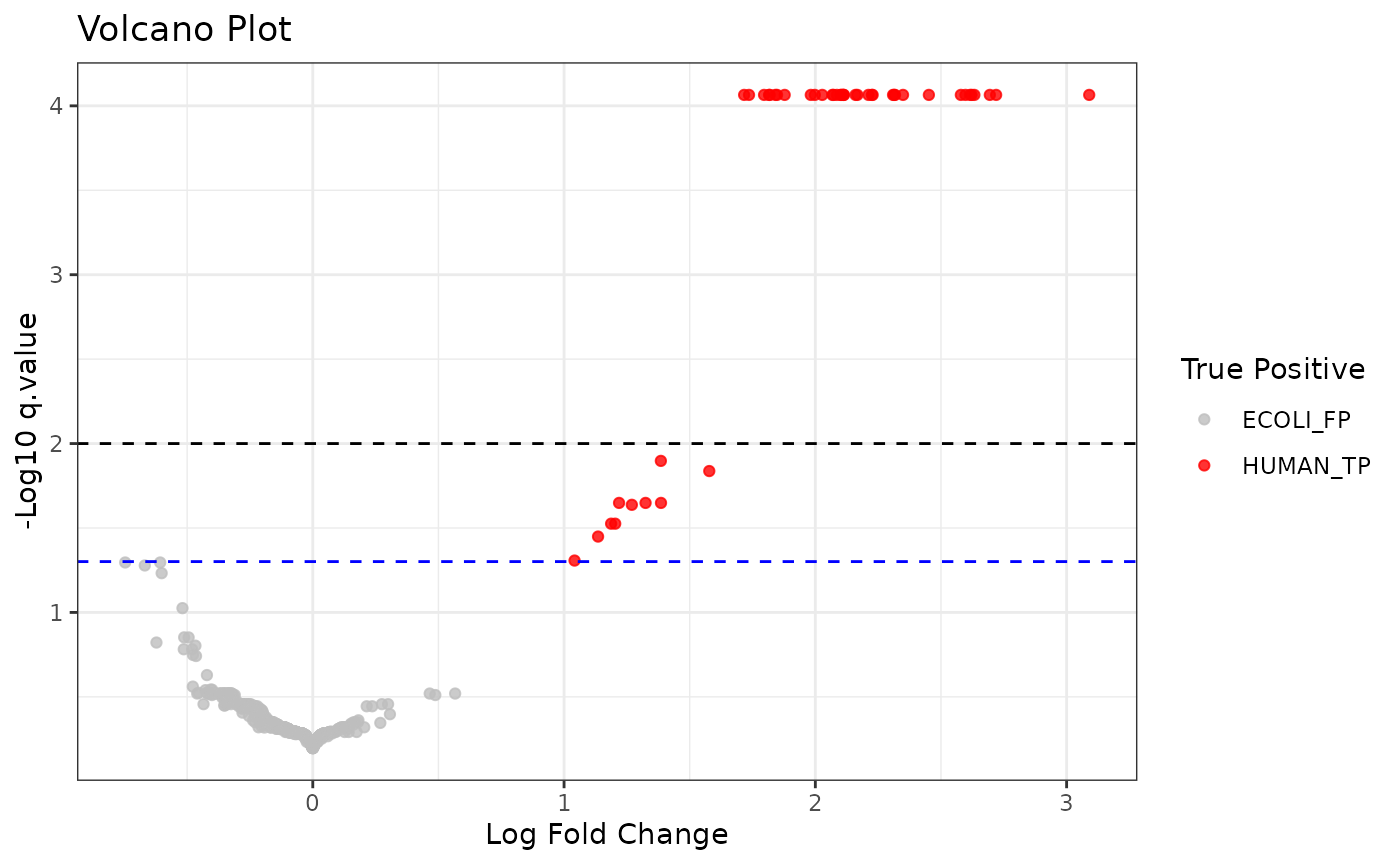 Volcano Plot
-Log10 q.value
4
3
2
1
0
1
2
3
Log Fold Change
True Positive
ECOLI_FP
HUMAN_TP